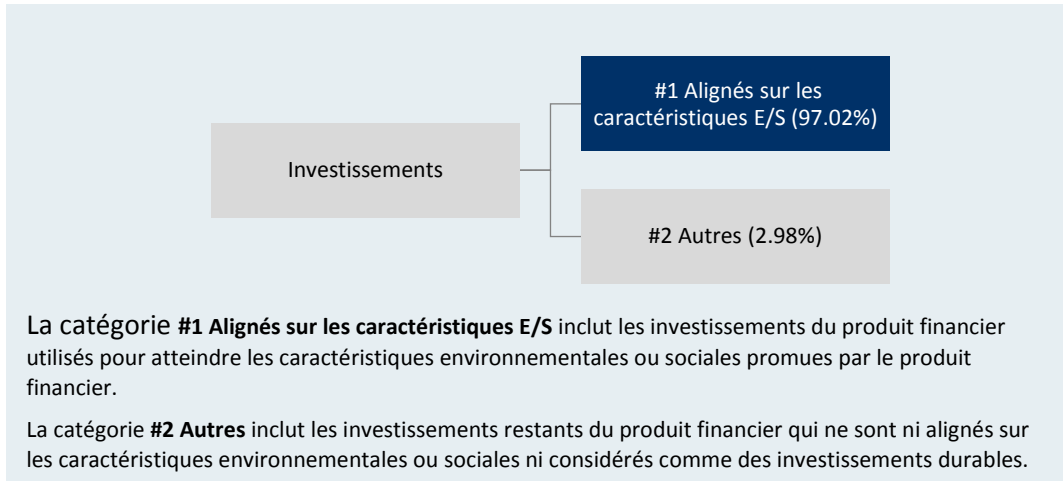 #1 Alignés sur les
caractéristiques E/S (97.02%)
Investissements
#2 Autres (2.98%)
La catégorie #1 Alignés sur les caractéristiques E/S inclut les investissements du produit financier
utilisés pour atteindre les caractéristiques environnementales ou sociales promues par le produit
financier.
La catégorie #2 Autres inclut les investissements restants du produit financier qui ne sont ni alignés sur
les caractéristiques environnementales ou sociales ni considérés comme des investissements durables.